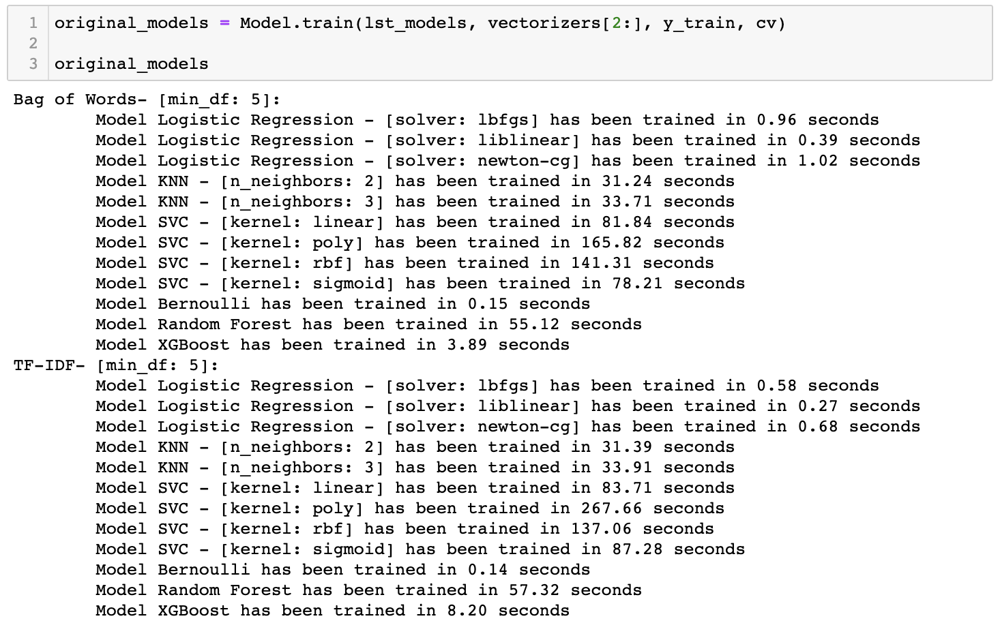 1 original_models = Model.train(lst_models, vectorizers[2:], y_train, cv)
2
3 original_models
Bag of Words- [min_df: 5]:
Model Logistic Regression - [solver: lbfgs] has been trained in 0.96 seconds
Model Logistic Regression - [solver: liblinear] has been trained in 0.39 seconds
Model Logistic Regression - [solver: newton-cg] has been trained in 1.02 seconds
Model KNN - [n_neighbors: 2] has been trained in 31.24 seconds
Model KNN - [n_neighbors: 3] has been trained in 33.71 seconds
Model SVC - [kernel: linear] has been trained in 81.84 seconds
Model SVC - [kernel: poly] has been trained in 165.82 seconds
Model SVC - [kernel: rbf] has been trained in 141.31 seconds
Model SVC - [kernel: sigmoid] has been trained in 78.21 seconds
Model Bernoulli has been trained in 0.15 seconds
Model Random Forest has been trained in 55.12 seconds
Model XGBoost has been trained in 3.89 seconds
TF-IDF- [min_df: 5]:
Model Logistic Regression - [solver: lbfgs] has been trained in 0.58 seconds
Model Logistic Regression - [solver: liblinear] has been trained in 0.27 seconds
Model Logistic Regression - [solver: newton-cg] has been trained in 0.68 seconds
Model KNN - [n_neighbors: 2] has been trained in 31.39 seconds
Model KNN - [n_neighbors: 3] has been trained in 33.91 seconds
Model SVC - [kernel: linear] has been trained in 83.71 seconds
Model SVC - [kernel: poly] has been trained in 267.66 seconds
Model SVC - [kernel: rbf] has been trained in 137.06 seconds
Model SVC - [kernel: sigmoid] has been trained in 87.28 seconds
Model Bernoulli has been trained in 0.14 seconds
Model Random Forest has been trained in 57.32 seconds
Model XGBoost has been trained in 8.20 seconds